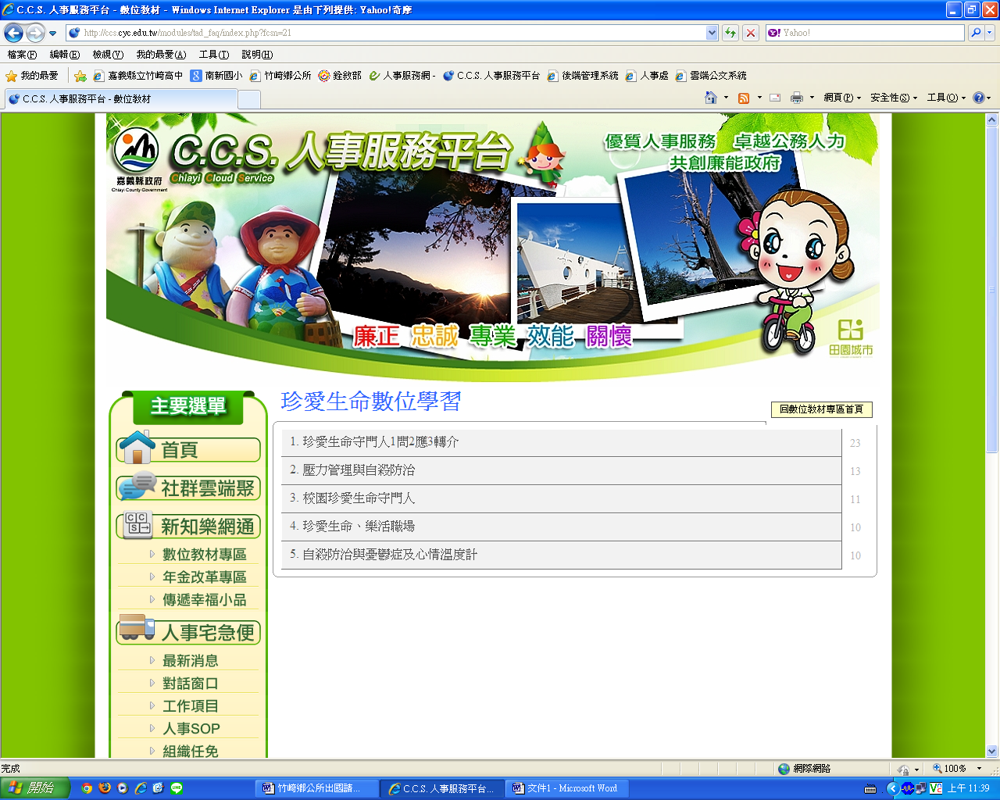 C.C.S. 人事服務平台 - 數位教材 - Windows Internet Explorer 是由下列提供: Yahoo!奇摩
http://ccs.cyc.edu.tw/modules/tad_faq/index.php?fcsn=21
Yahoo!
檔案(F) 編輯(E) 檢視(V) 我的最愛(A) 工具(T) 說明(H)
我的最愛 嘉義縣立竹崎高中 南新國小 竹崎鄉公所 銓敘部 人事服務網 - C.C.S. 人事服務平台 後端管理系統 人事處 雲端公文系統
C.C.S. 人事服務平台 - 數位教材 網頁(P) 安全性(S) 工具(O)
C.C.S. 人事服務平台
Chiayi Cloud Service
嘉義縣政府
Chiayi County Government
優質人事服務 卓越公務人力
共創廉能政府
廉正 忠誠 專業 效能 關懷
田園城市
主要選單
首頁
社群雲端聚
新知樂網通
數位教材專區
年金改革專區
傳遞幸福小品
人事宅急便
最新消息
對話窗口
工作項目
人事SOP
組織任免
珍愛生命數位學習
回數位教材專區首頁
1. 珍愛生命守門人1問2應3轉介 23
2. 壓力管理與自殺防治 13
3. 校園珍愛生命守門人 11
4. 珍愛生命、樂活職場 10
5. 自殺防治與憂鬱症及心情溫度計 10
完成 網際網路 100%
開始 竹崎鄉公所出國請... C.C.S. 人事服務平台... 文件1 - Microsoft Word 上午 11:39